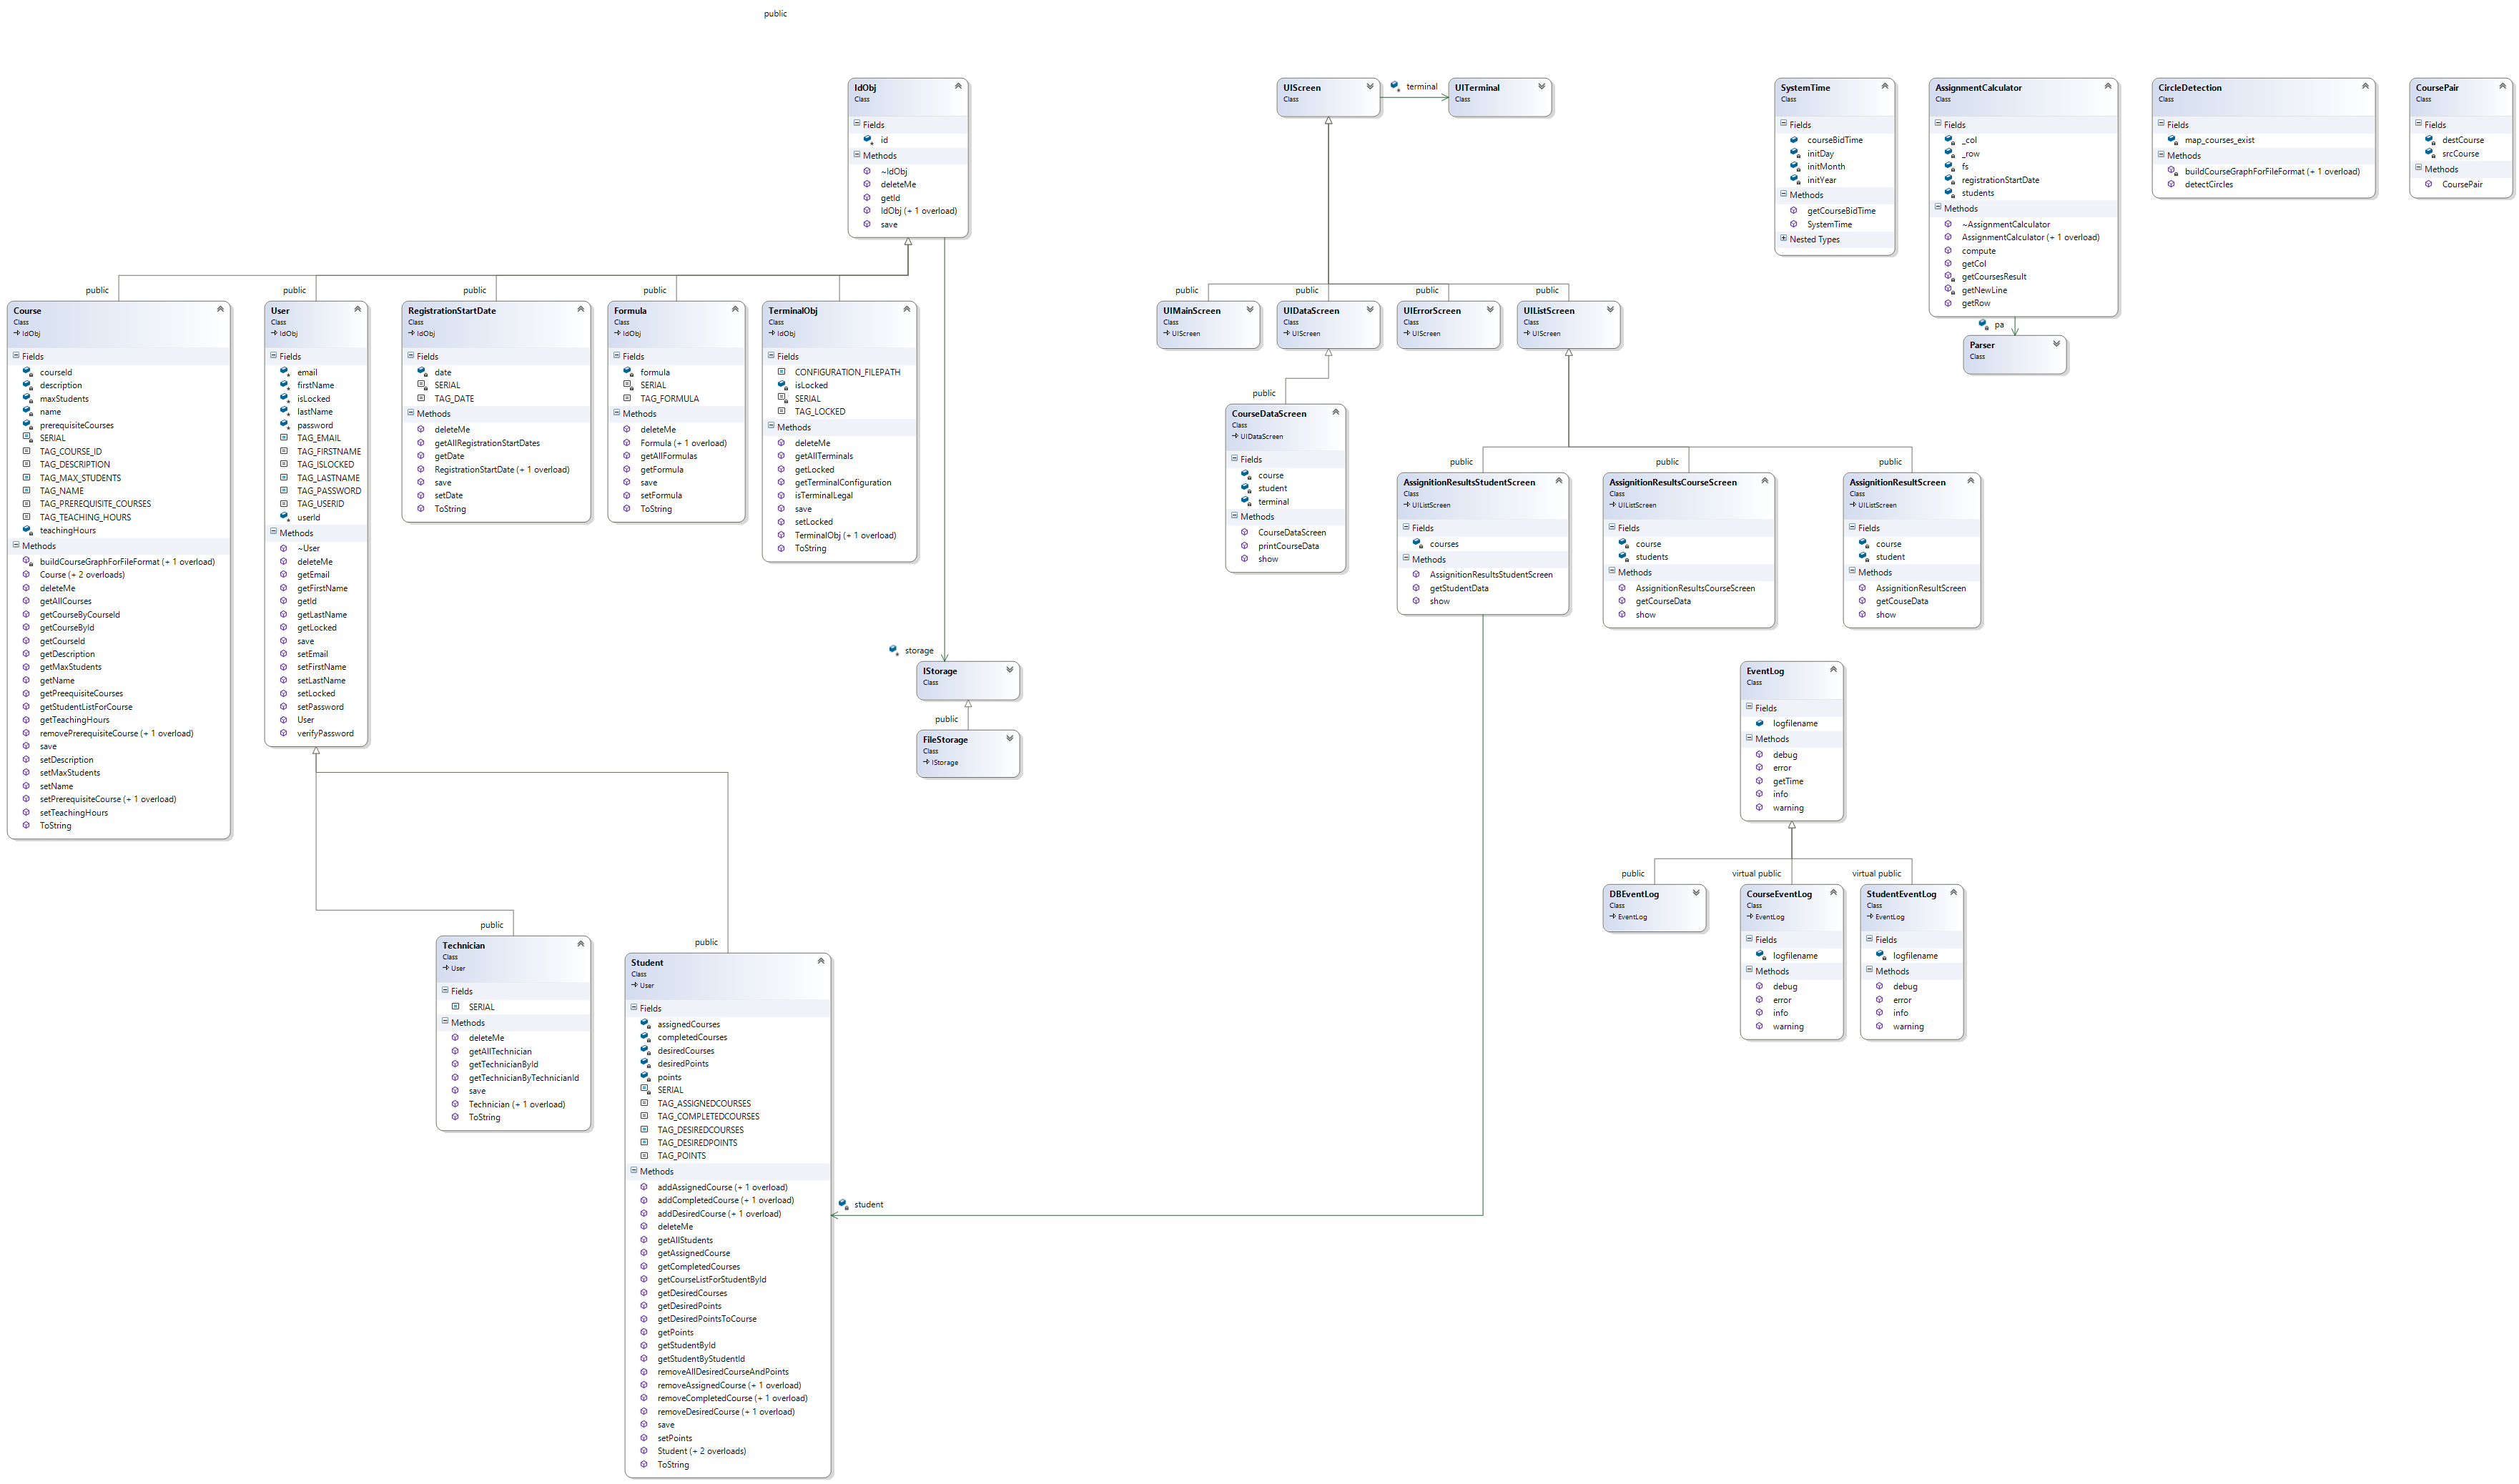 public
IdObj
Class
Fields
id
Methods
~IdObj
deleteMe
getId
IdObj (+ 1 overload)
save
UIScreen
Class
terminal
UITerminal
Class
SystemTime
Class
Fields
courseBidTime
initDay
initMonth
initYear
Methods
getCourseBidTime
SystemTime
Nested Types
AssignmentCalculator
Class
Fields
_col
_row
fs
registrationStartDate
students
Methods
~AssignmentCalculator
AssignmentCalculator (+ 1 overload)
compute
getCol
getCoursesResult
getNewLine
getRow
CircleDetection
Class
Fields
map_courses_exist
Methods
buildCourseGraphForFileFormat (+ 1 overload)
detectCircles
CoursePair
Class
Fields
destCourse
srcCourse
Methods
CoursePair
pa
Parser
Class
public
Course
Class
IdObj
Fields
courseId
description
maxStudents
name
prerequisiteCourses
SERIAL
TAG_COURSE_ID
TAG_DESCRIPTION
TAG_MAX_STUDENTS
TAG_NAME
TAG_PREREQUISITE_COURSES
TAG_TEACHING_HOURS
teachingHours
Methods
buildCourseGraphForFileFormat (+ 1 overload)
Course (+ 2 overloads)
deleteMe
getAllCourses
getCourseByCourseId
getCourseById
getCourseId
getDescription
getMaxStudents
getName
getPreequisiteCourses
getStudentListForCourse
getTeachingHours
removePrerequisiteCourse (+ 1 overload)
save
setDescription
setMaxStudents
setName
setPrerequisiteCourse (+ 1 overload)
setTeachingHours
ToString
public
User
Class
IdObj
Fields
email
firstName
isLocked
lastName
password
TAG_EMAIL
TAG_FIRSTNAME
TAG_ISLOCKED
TAG_LASTNAME
TAG_PASSWORD
TAG_USERID
userId
Methods
~User
deleteMe
getEmail
getFirstName
getId
getLastName
getLocked
save
setEmail
setFirstName
setLastName
setLocked
setPassword
User
verifyPassword
public
RegistrationStartDate
Class
IdObj
Fields
date
SERIAL
TAG_DATE
Methods
deleteMe
getAllRegistrationStartDates
getDate
RegistrationStartDate (+ 1 overload)
save
setDate
ToString
public
Formula
Class
IdObj
Fields
formula
SERIAL
TAG_FORMULA
Methods
deleteMe
Formula (+ 1 overload)
getAllFormulas
getFormula
save
setFormula
ToString
TerminalObj
Class
IdObj
Fields
CONFIGURATION_FILEPATH
isLocked
SERIAL
TAG_LOCKED
Methods
deleteMe
getAllTerminals
getLocked
getTerminalConfiguration
isTerminalLegal
save
setLocked
TerminalObj (+ 1 overload)
ToString
public
UIMainScreen
Class
UIScreen
public
UIDataScreen
Class
UIScreen
public
UIErrorScreen
Class
UIScreen
public
UIListScreen
Class
UIScreen
public
CourseDataScreen
Class
UIDataScreen
Fields
course
student
terminal
Methods
CourseDataScreen
printCourseData
show
public
AssignitionResultsStudentScreen
Class
UIListScreen
Fields
courses
Methods
AssignitionResultsStudentScreen
getStudentData
show
public
AssignitionResultsCourseScreen
Class
UIListScreen
Fields
course
students
Methods
AssignitionResultsCourseScreen
getCourseData
show
public
AssignitionResultScreen
Class
UIListScreen
Fields
course
student
Methods
AssignitionResultScreen
getCouseData
show
storage
IStorage
Class
public
FileStorage
Class
IStorage
EventLog
Class
Fields
logfilename
Methods
debug
error
getTime
info
warning
public
DBEventLog
Class
EventLog
virtual public
CourseEventLog
Class
EventLog
Fields
logfilename
Methods
debug
error
info
warning
virtual public
StudentEventLog
Class
EventLog
Fields
logfilename
Methods
debug
error
info
warning
public
Technician
Class
User
Fields
SERIAL
Methods
deleteMe
getAllTechnician
getTechnicianById
getTechnicianByTechnicianId
save
Technician (+ 1 overload)
ToString
public
Student
Class
User
Fields
assignedCourses
completedCourses
desiredCourses
desiredPoints
points
SERIAL
TAG_ASSIGNEDCOURSES
TAG_COMPLETEDCOURSES
TAG_DESIREDCOURSES
TAG_DESIREDPOINTS
TAG_POINTS
Methods
addAssignedCourse (+ 1 overload)
addCompletedCourse (+ 1 overload)
addDesiredCourse (+ 1 overload)
deleteMe
getAllStudents
getAssignedCourse
getCompletedCourses
getCourseListForStudentById
getDesiredCourses
getDesiredPoints
getDesiredPointsToCourse
getPoints
getStudentById
getStudentByStudentId
removeAllDesiredCourseAndPoints
removeAssignedCourse (+ 1 overload)
removeCompletedCourse (+ 1 overload)
removeDesiredCourse (+ 1 overload)
save
setPoints
Student (+ 2 overloads)
ToString
student